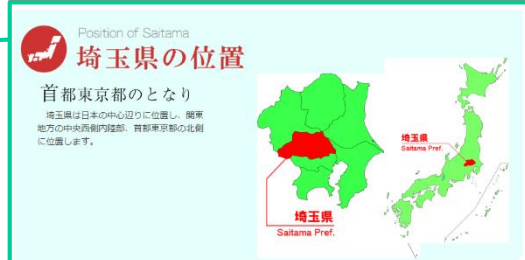 Position of Saitama
埼玉県の位置
首都東京都のとなり
埼玉県は日本の中心辺りに位置し、関東
地方の中央西側内陸部、首都東京都の北側
に位置します。
埼玉県
Saitama Pref.
埼玉県
Saitama Pref.